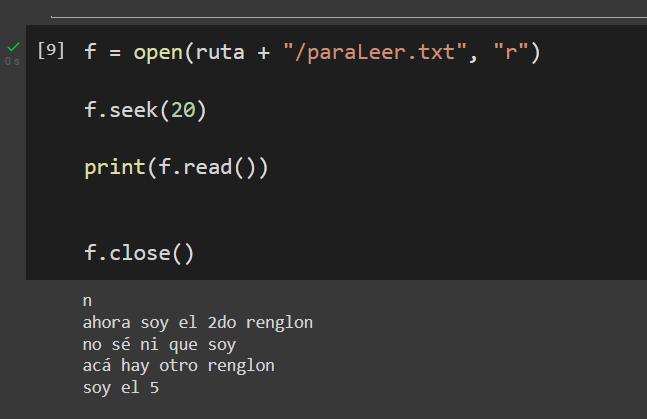 [9] f = open(ruta + "/paraLeer.txt", "r")
0 s
f.seek(20)
print(f.read())
f.close()
n
ahora soy el 2do renglon
no sé ni que soy
acá hay otro renglon
soy el 5